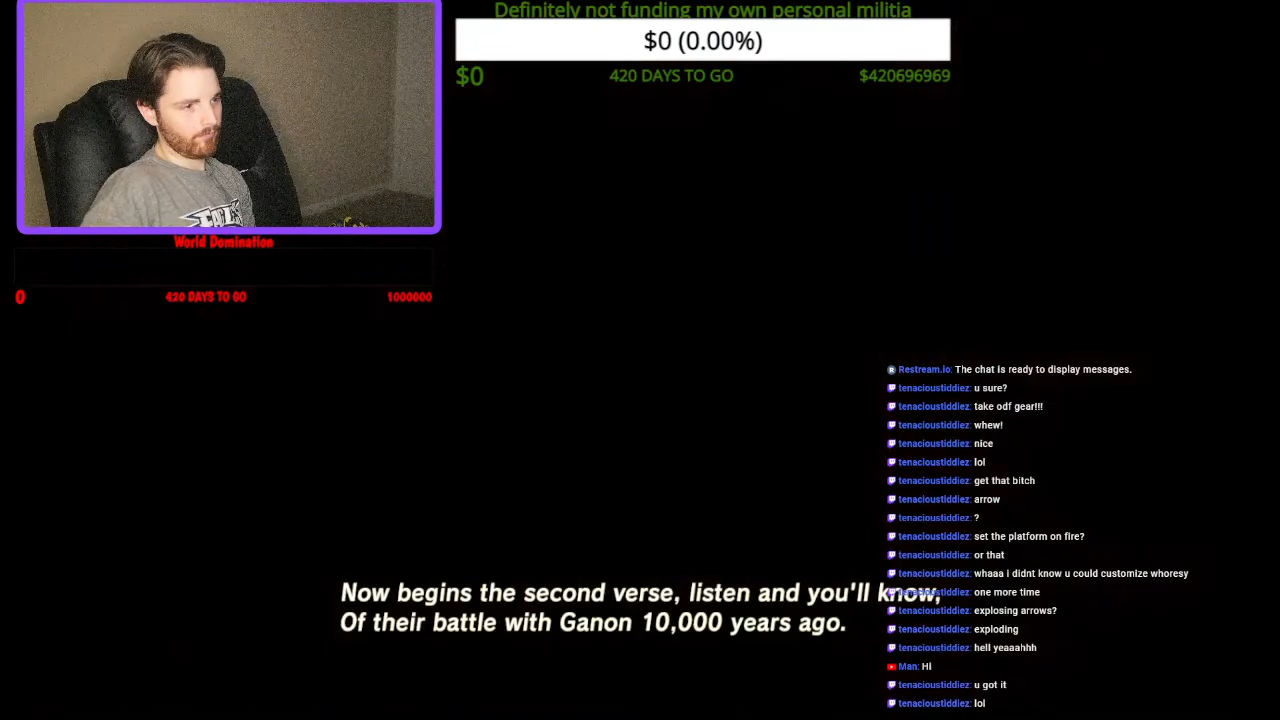 Definitely not funding my own personal militia
$0 (0.00%)
$0 420 DAYS TO GO $420696969
World Domination
0 420 DAYS TO GO 1000000
Restream.io: The chat is ready to display messages.
tenacioustiddiez: u sure?
tenacioustiddiez: take odf gear!!!
tenacioustiddiez: whew!
tenacioustiddiez: nice
tenacioustiddiez: lol
tenacioustiddiez: get that bitch
tenacioustiddiez: arrow
tenacioustiddiez: ?
tenacioustiddiez: set the platform on fire?
tenacioustiddiez: or that
tenacioustiddiez: whaaa i didnt know u could customize whoresy
tenacioustiddiez: one more time
tenacioustiddiez: explosing arrows?
tenacioustiddiez: exploding
tenacioustiddiez: hell yeaaahhh
Man: Hi
tenacioustiddiez: u got it
tenacioustiddiez: lol
Now begins the second verse, listen and you'll know,
Of their battle with Ganon 10,000 years ago.